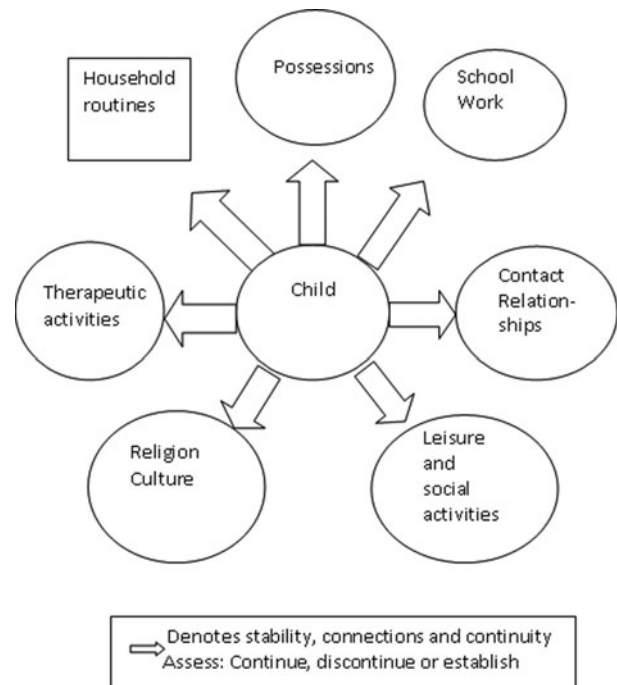 Household
routines
Possessions
School
Work
Therapeutic
activities
Child
Contact
Relation-
ships
Religion
Culture
Leisure
and
social
activities
Denotes stability, connections and continuity
Assess: Continue, discontinue or establish